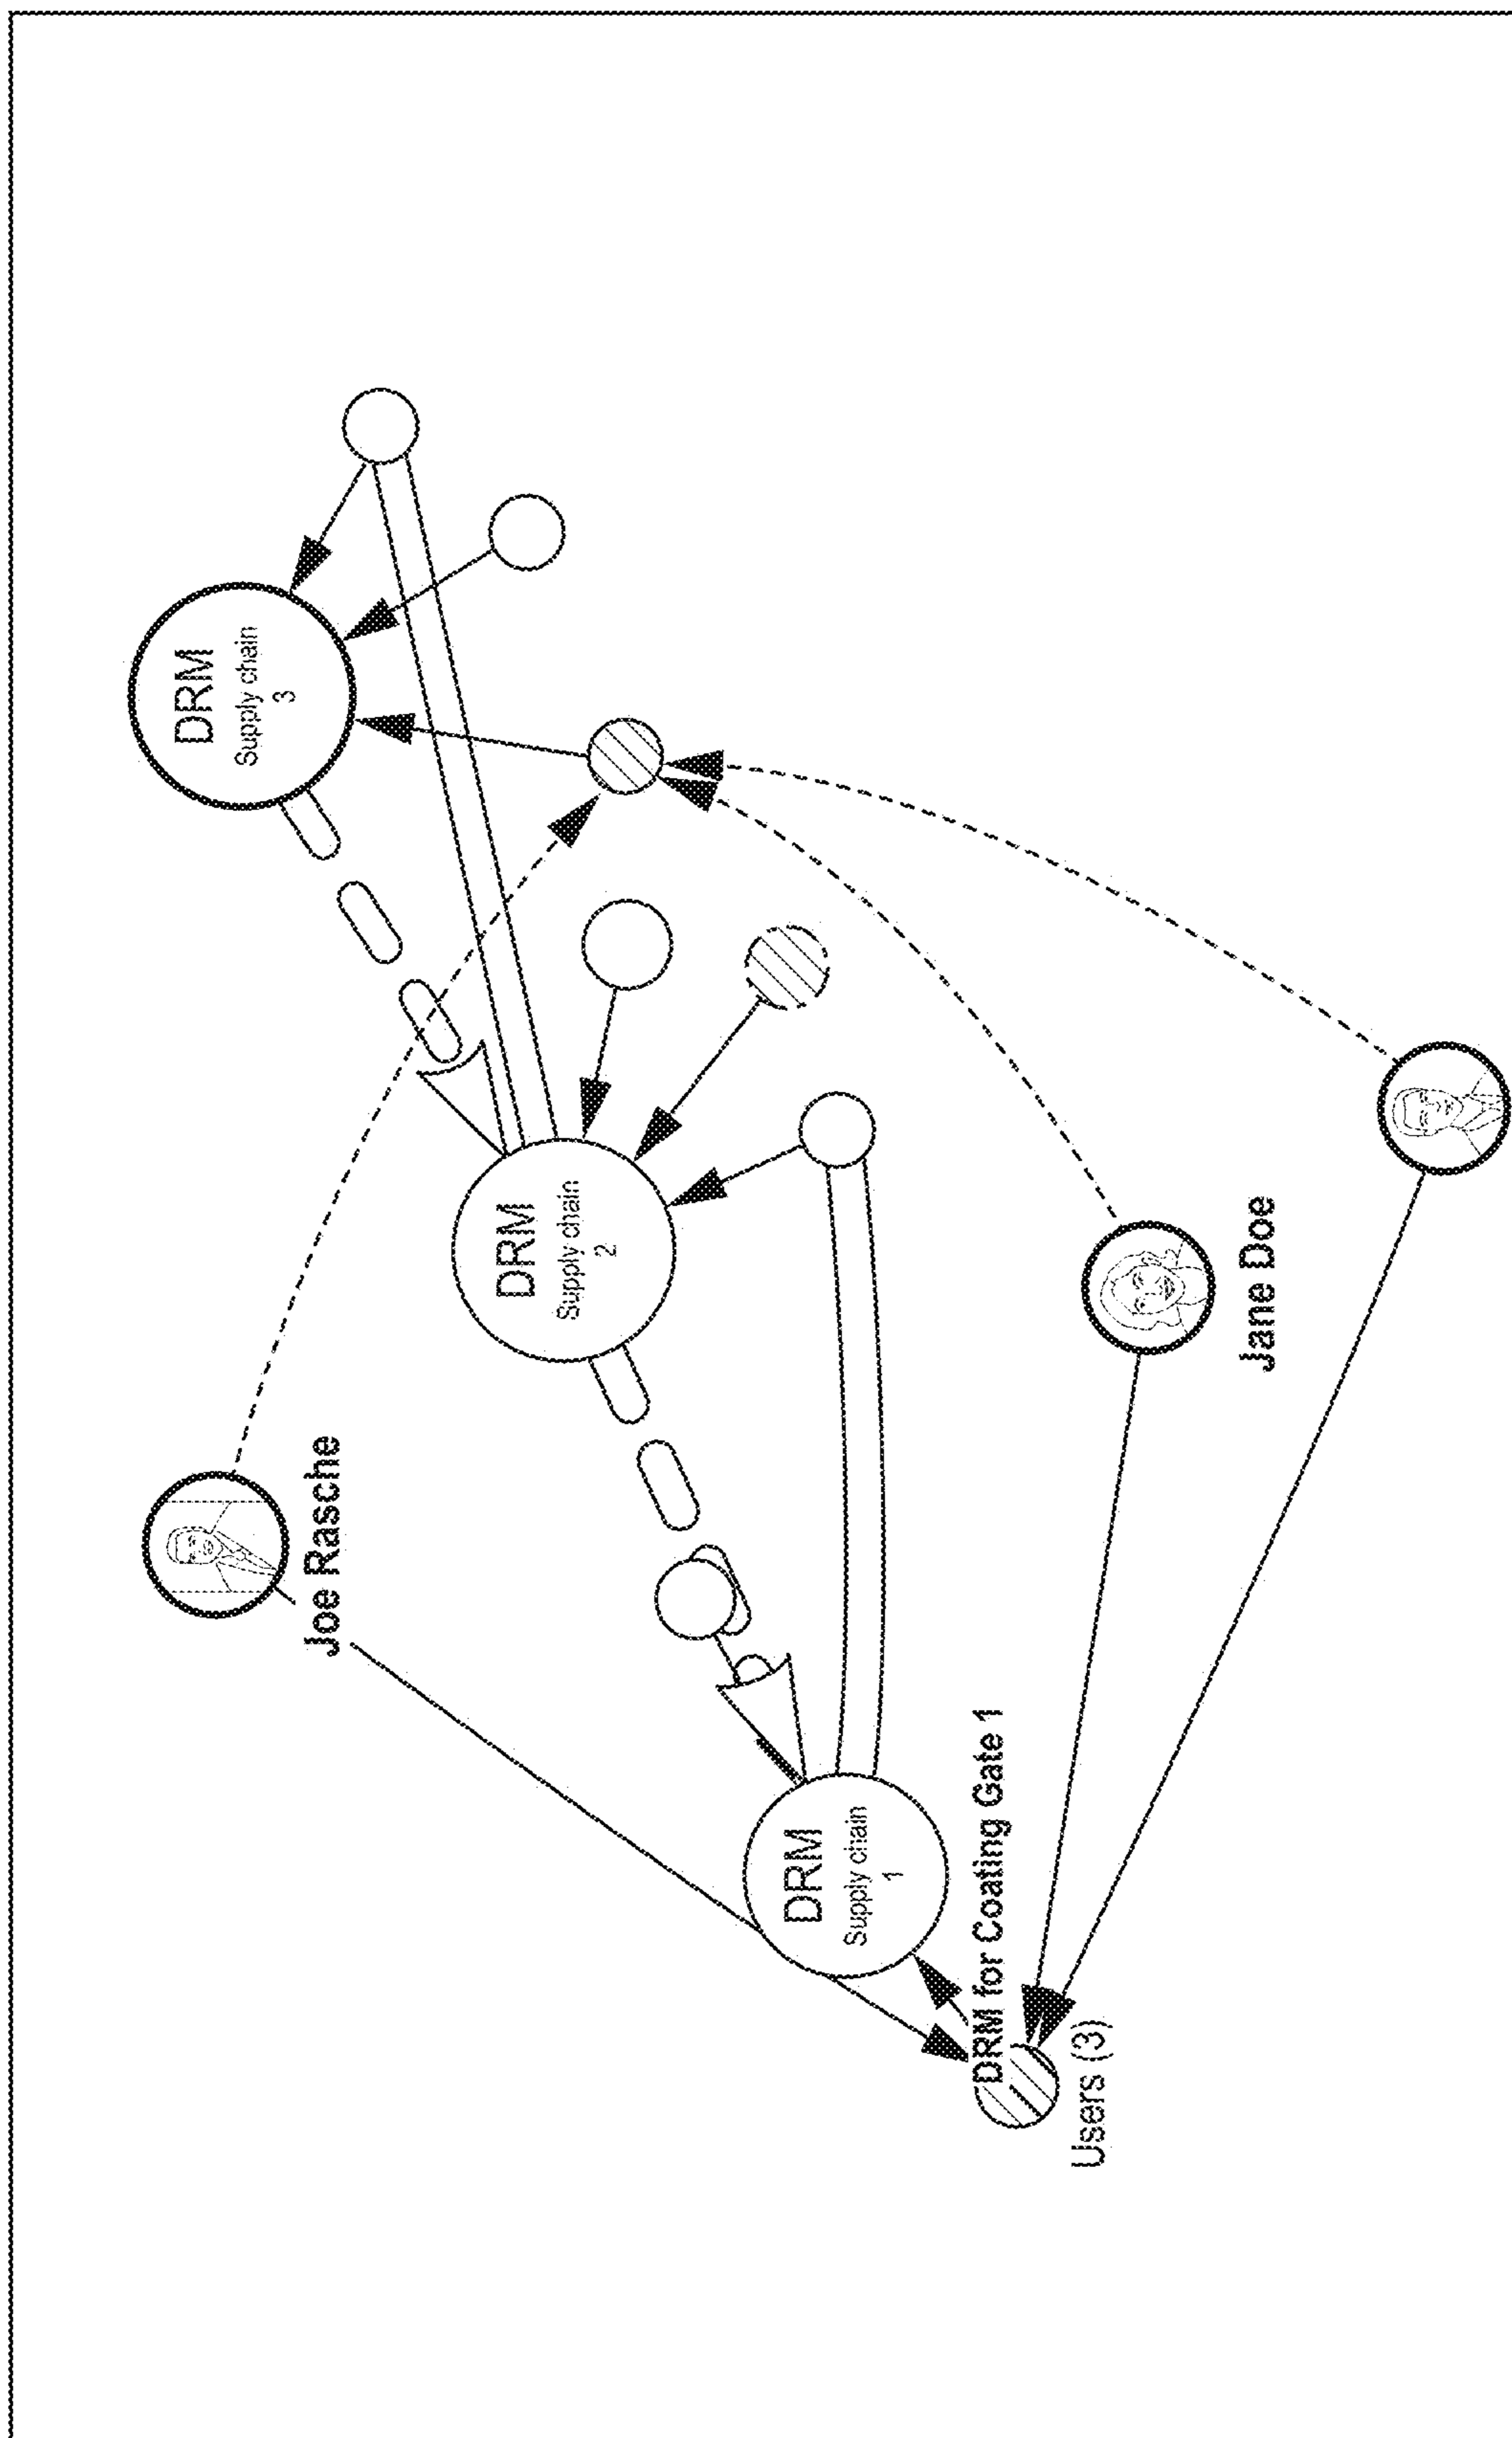 Joe Rasche
DRM
Supply chain
3
DRM
Supply chain
2
DRM
Supply chain
1
DRM for Coating Gate 1
Users (3)
Jane Doe